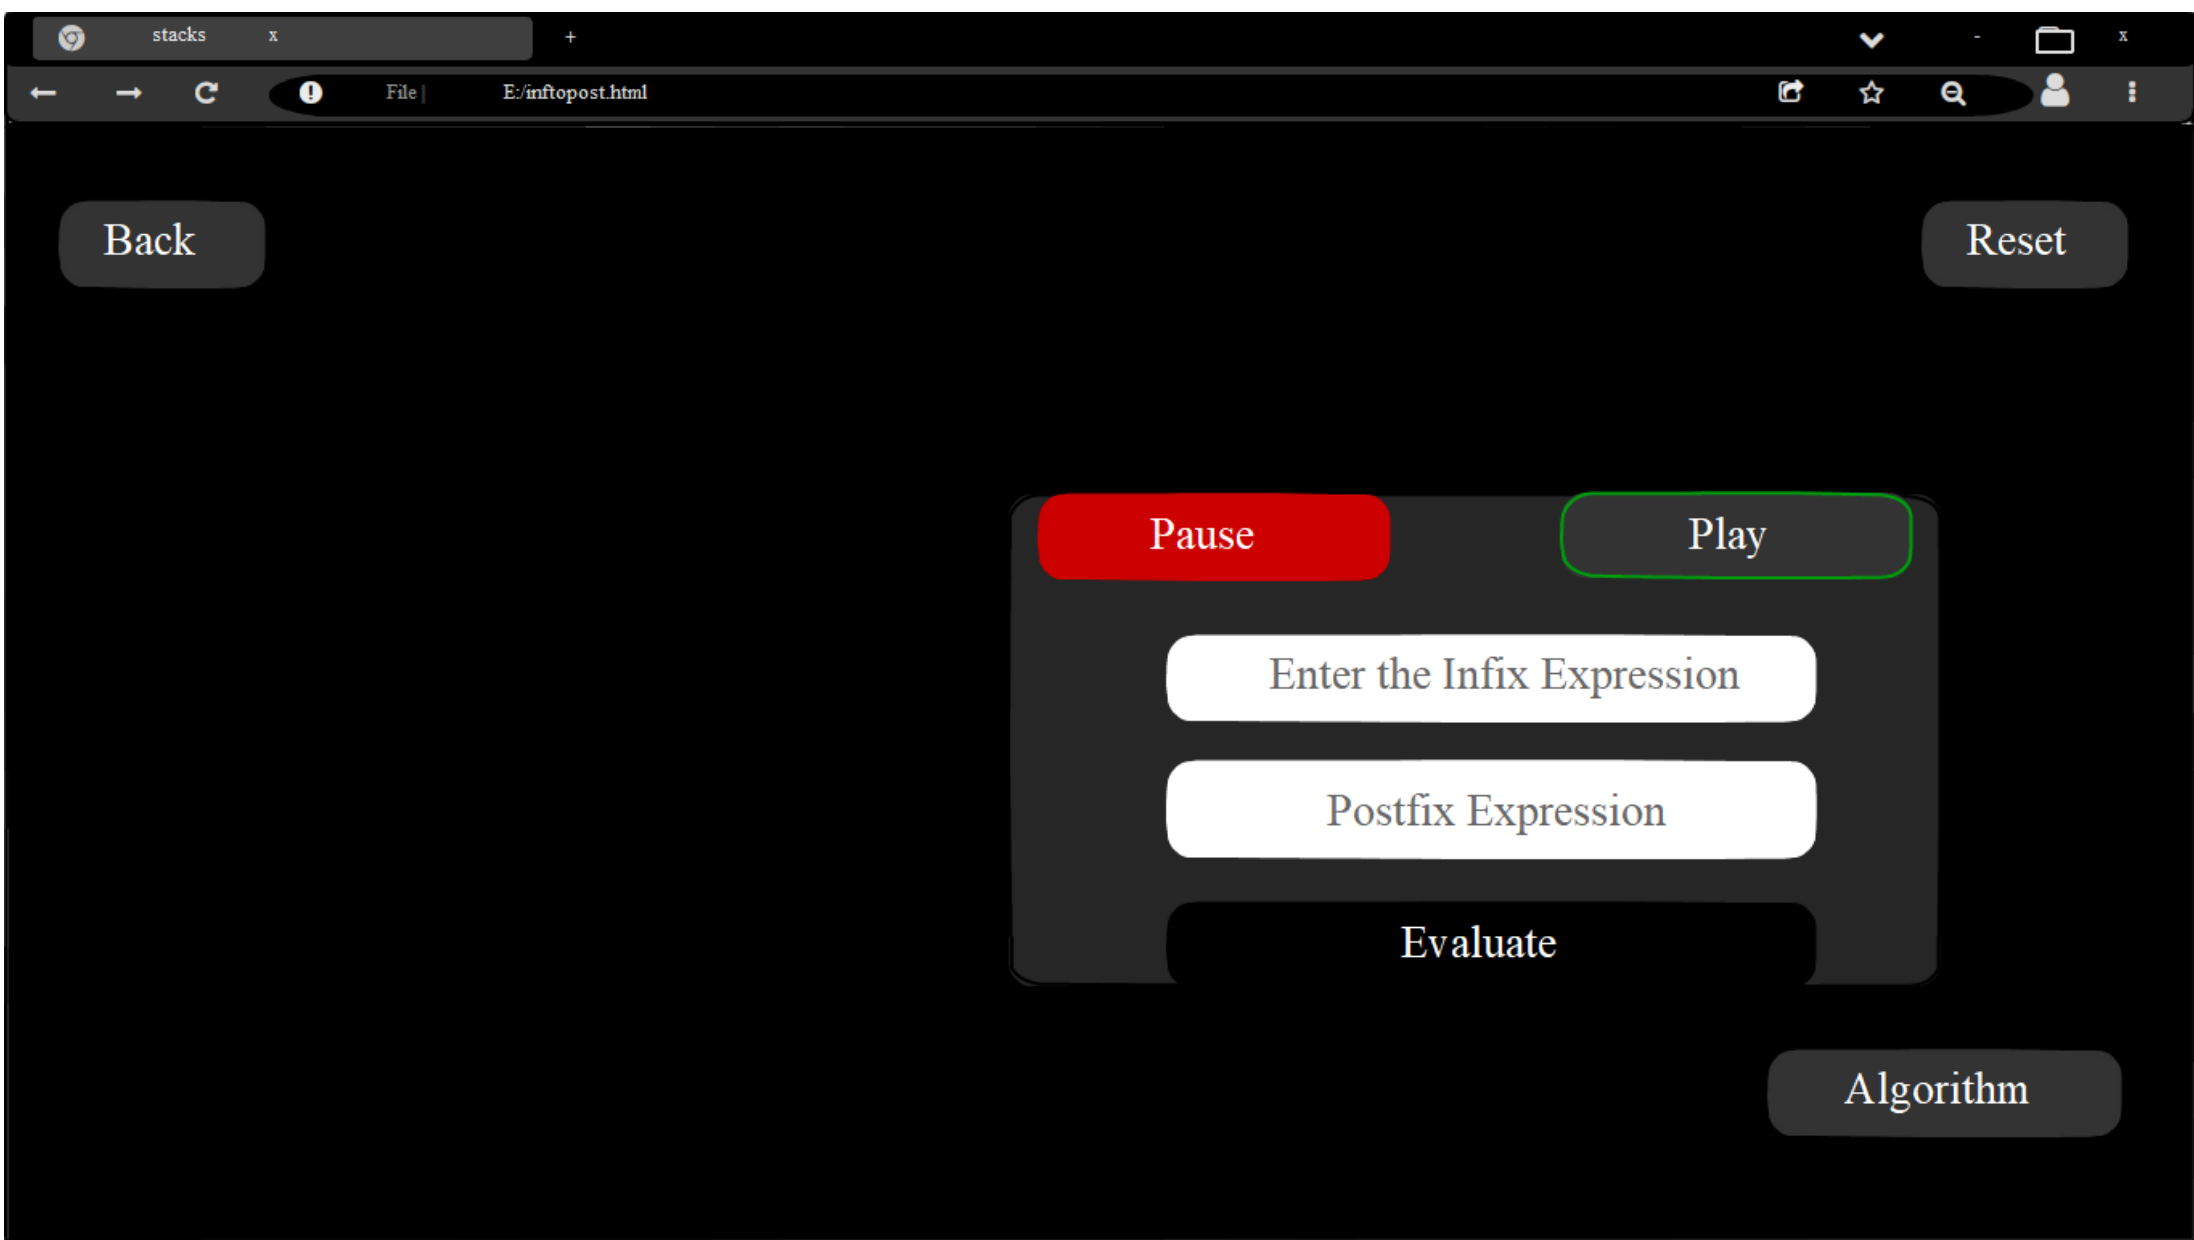 stacks x +
- x
File | E:/inftopost.html
Back
Reset
Pause
Play
Enter the Infix Expression
Postfix Expression
Evaluate
Algorithm